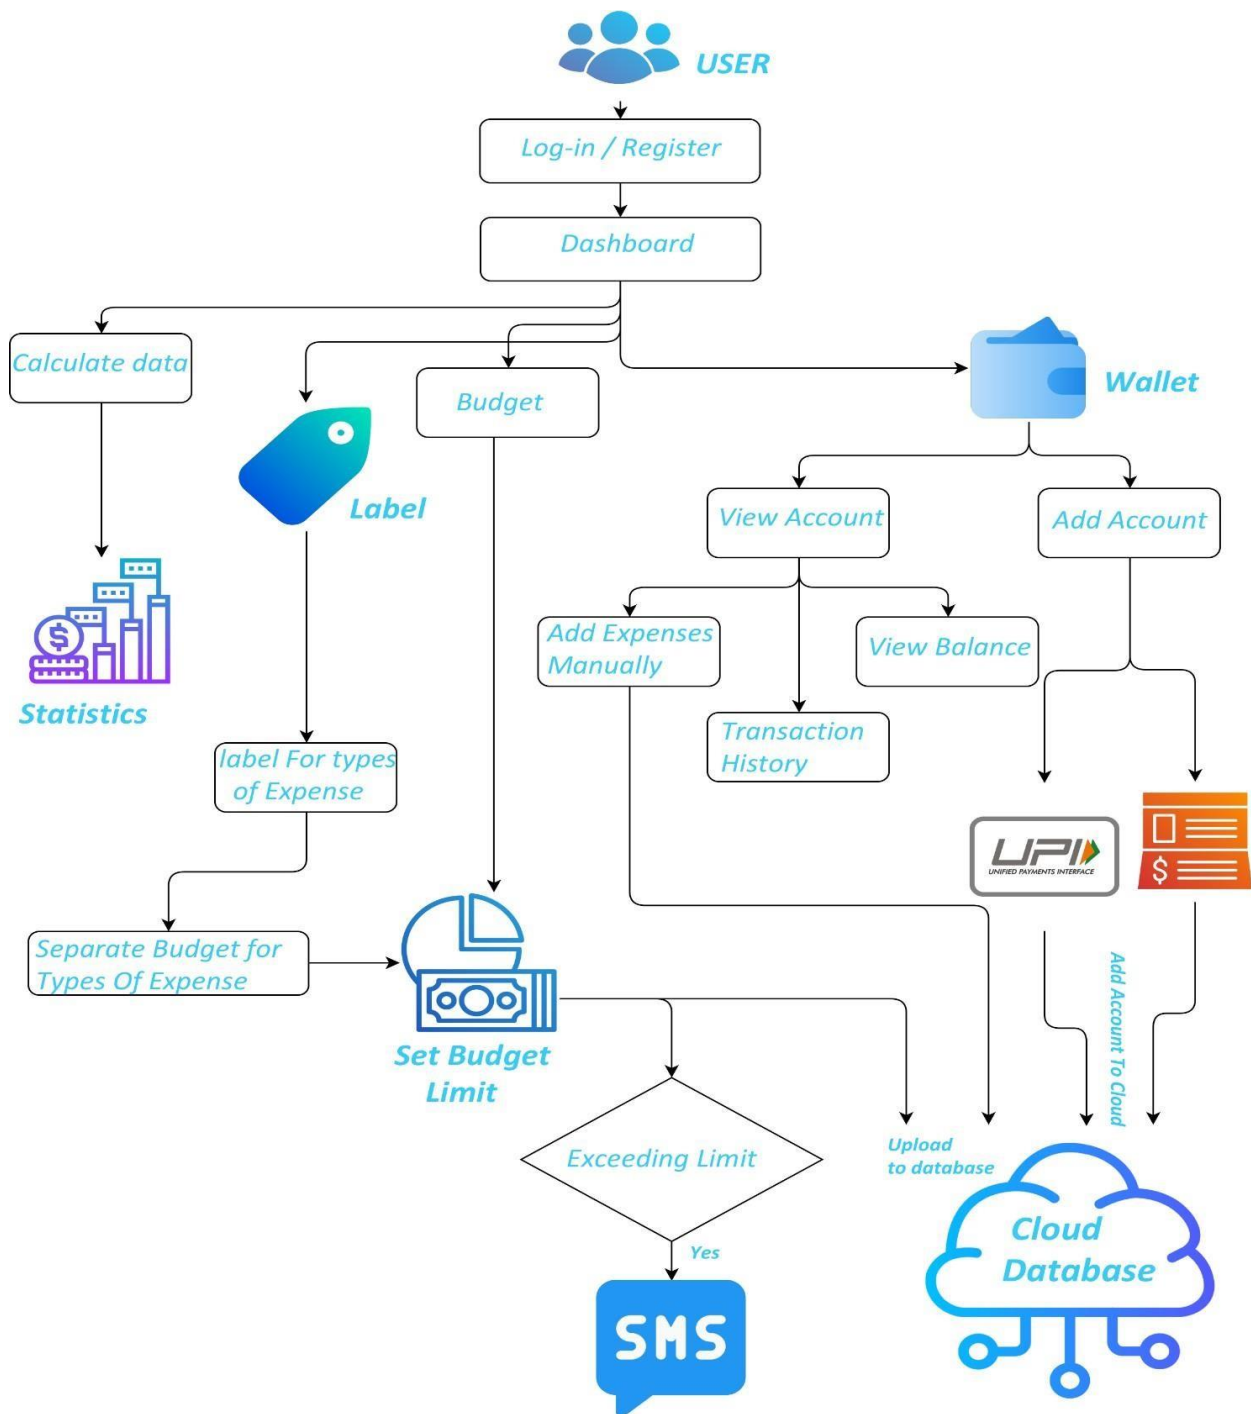 USER
Log-in / Register
Dashboard
Calculate data
Budget
Wallet
Label
View Account
Add Account
Add Expenses
Manually
View Balance
$
Statistics
Transaction
History
label For types
of Expense
UPI
UNIFIED PAYMENTS INTERFACE
$
Separate Budget for
Types Of Expense
Add Account To Cloud
Set Budget
Limit
Exceeding Limit
Upload
to database
Yes
Cloud
Database
SMS